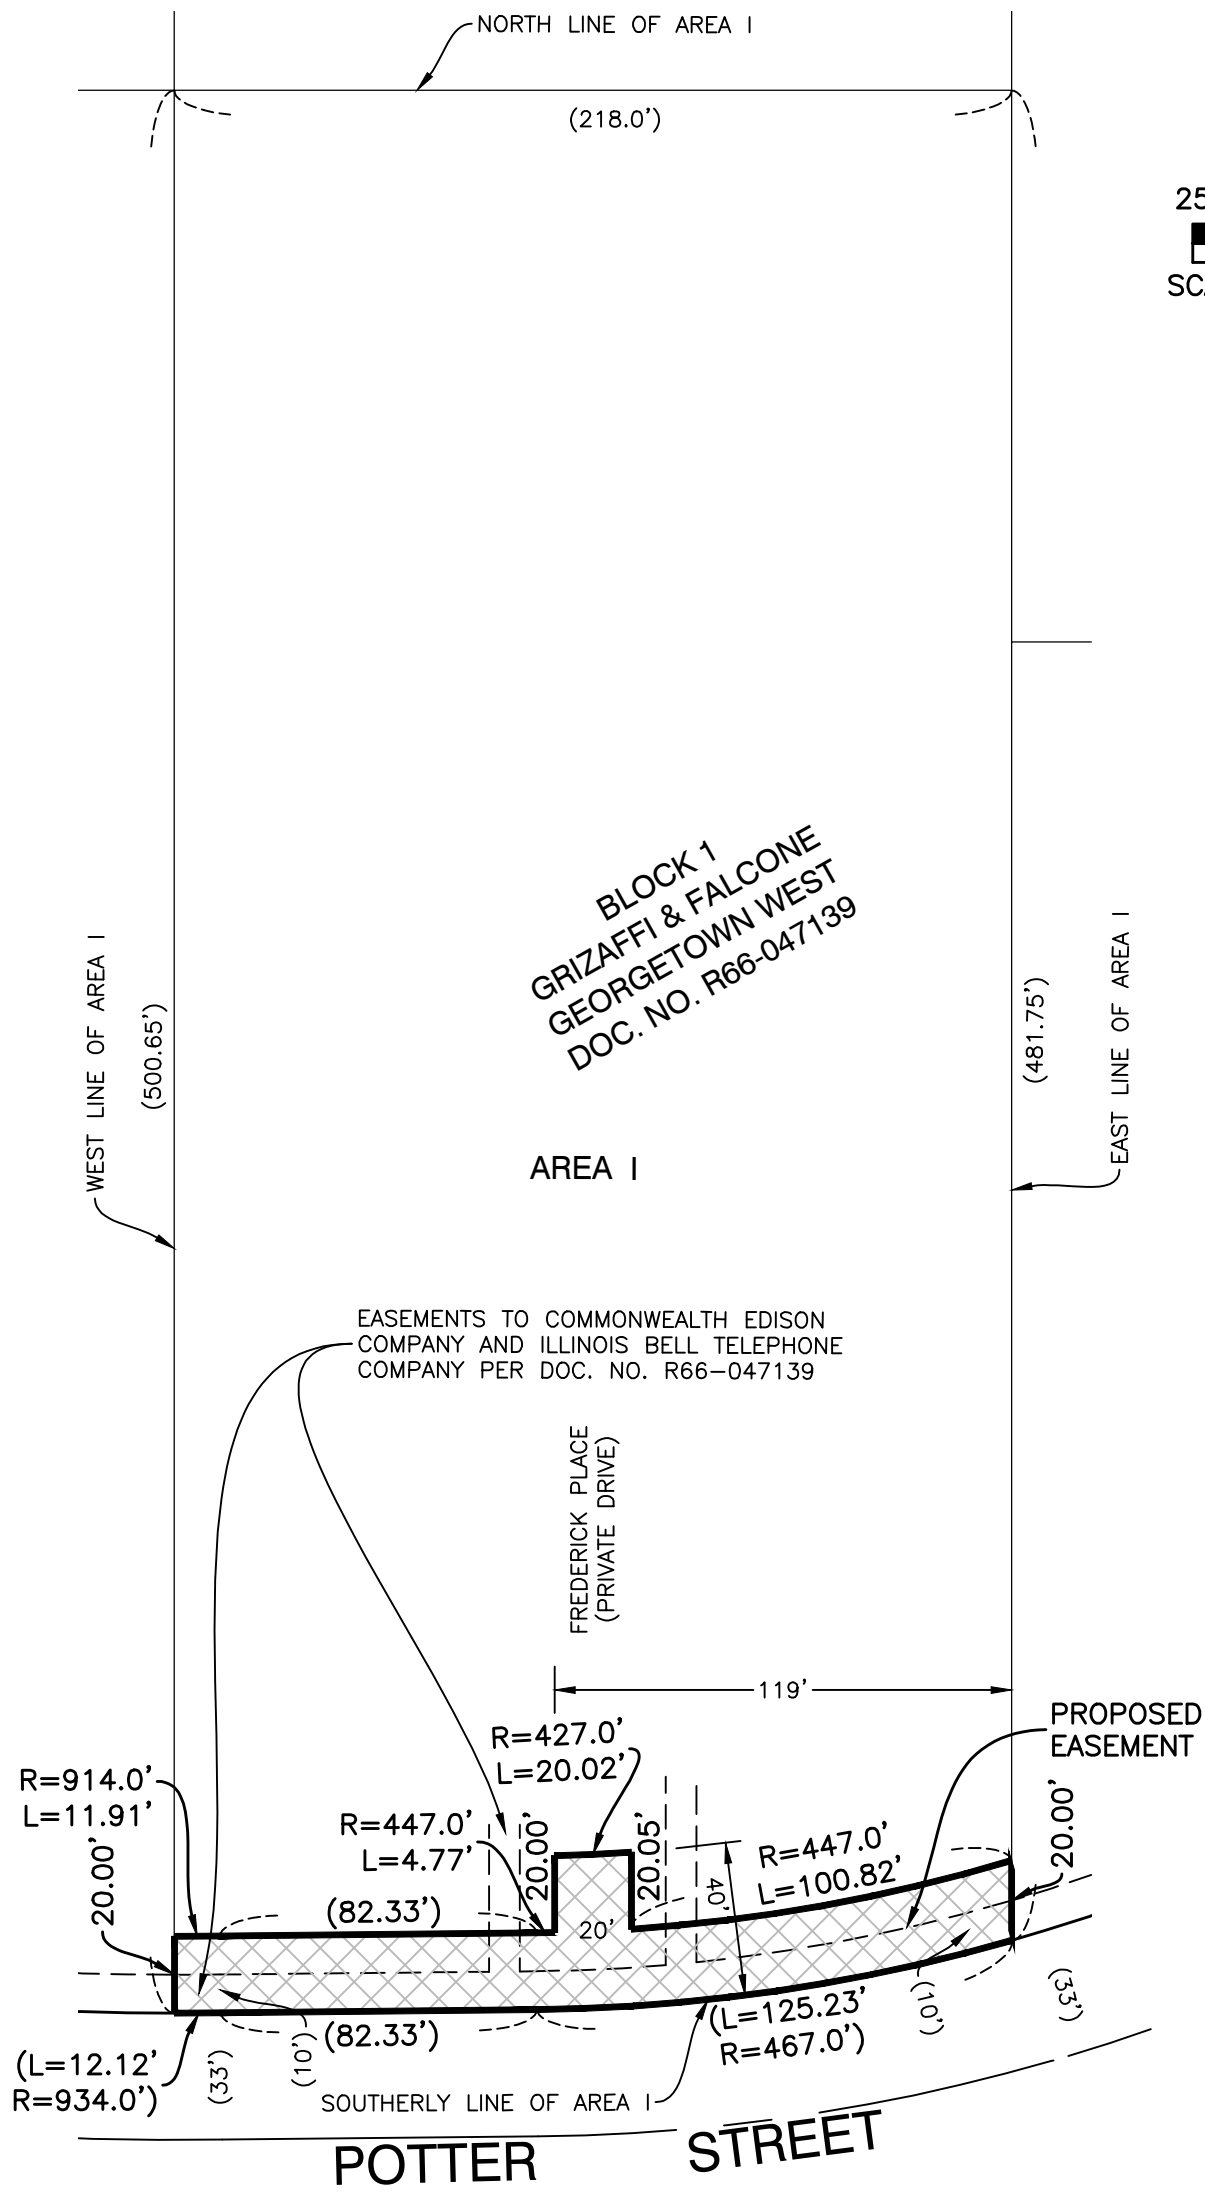 NORTH LINE OF AREA I
(218.0')
25
BLOCK 1
GRIZAFFI & FALCONE
GEORGETOWN WEST
DOC. NO. R66-047139
WEST LINE OF AREA I
(500.65')
(481.75')
EAST LINE OF AREA I
AREA I
EASEMENTS TO COMMONWEALTH EDISON
COMPANY AND ILLINOIS BELL TELEPHONE
COMPANY PER DOC. NO. R66-047139
FREDERICK PLACE
(PRIVATE DRIVE)
119'
PROPOSED
EASEMENT
R=427.0'
L=20.02'
R=914.0'
L=11.91'
20.00'
R=447.0'
L=4.77'
20.00'
20.05'
R=447.0'
L=100.82'
20.00'
40'
(82.33')
20'
(82.33')
(L=125.23'
R=467.0')
(10')
(33')
(L=12.12'
R=934.0')
(33')
(10')
SOUTHERLY LINE OF AREA I
POTTER STREET